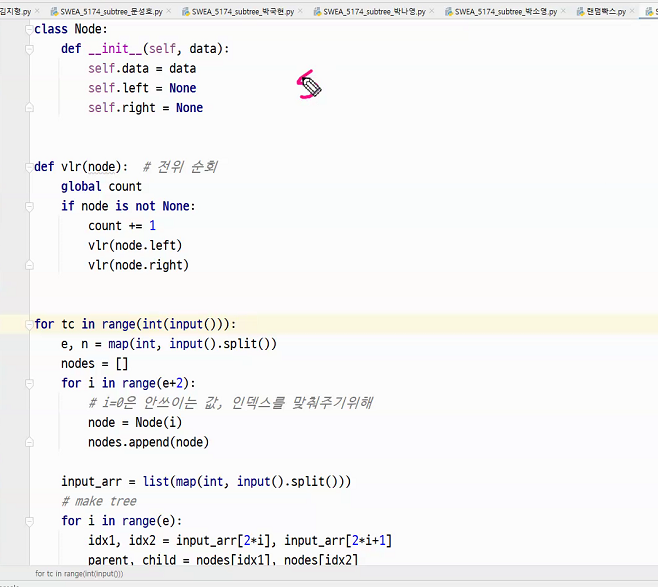 김지형.py SWEA_5174_subtree_문성호.py SWEA_5174_subtree_박국현.py SWEA_5174_subtree_박나영.py SWEA_5174_subtree_박소영.py 랜덤빡스.py
class Node:
def __init__(self, data):
self.data = data
self.left = None
self.right = None
def vlr(node): # 전위 순회
global count
if node is not None:
count += 1
vlr(node.left)
vlr(node.right)
for tc in range(int(input())):
e, n = map(int, input().split())
nodes = []
for i in range(e+2):
# i=0은 안쓰이는 값, 인덱스를 맞춰주기위해
node = Node(i)
nodes.append(node)
input_arr = list(map(int, input().split()))
# make tree
for i in range(e):
idx1, idx2 = input_arr[2*i], input_arr[2*i+1]
parent, child = nodes[idx1], nodes[idx2]
for tc in range(int(input()))